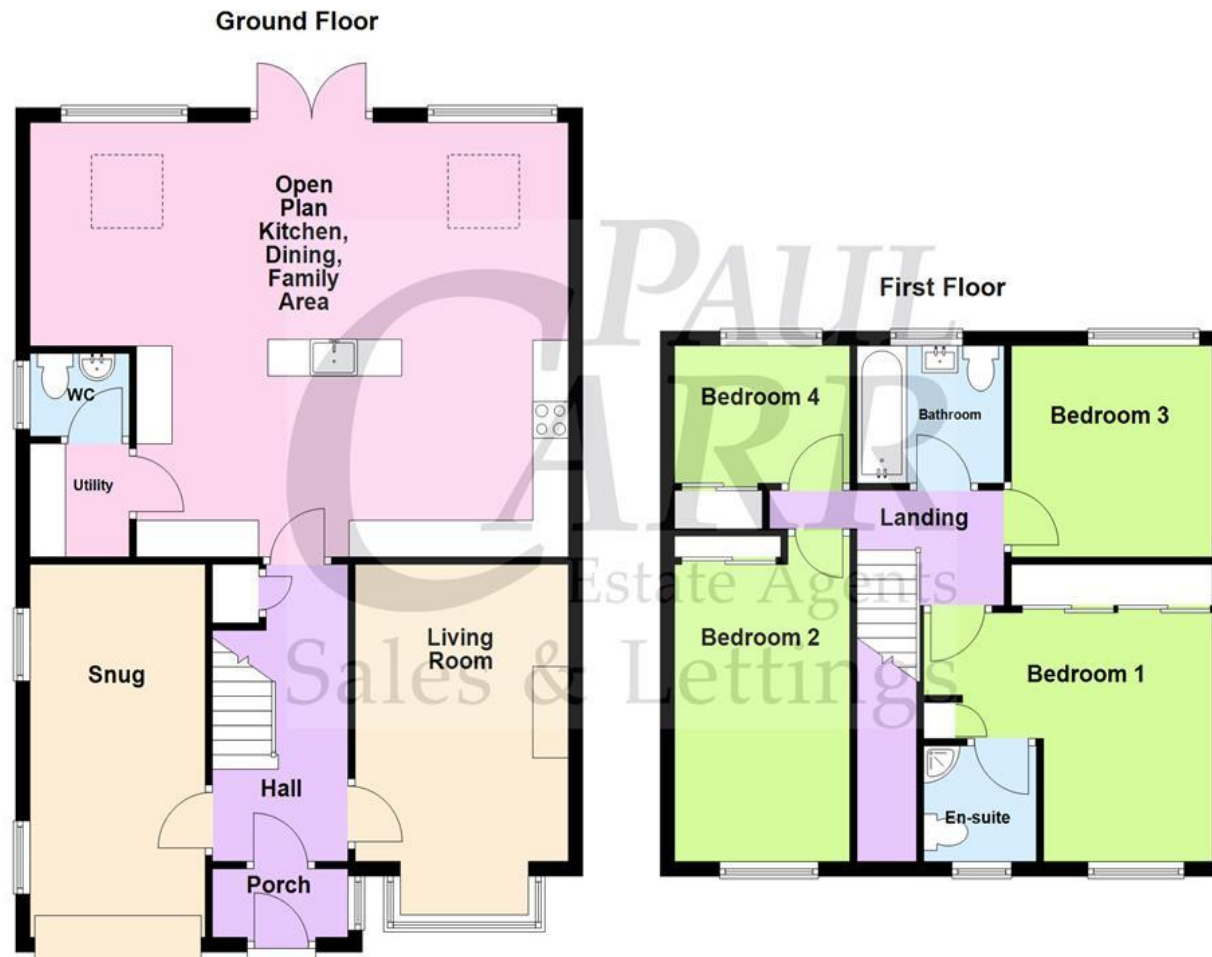 Ground Floor
Open
Plan
Kitchen,
Dining,
Family
Area
WC
Utility
Snug
Living
Room
Hall
Porch
First Floor
Bedroom 4
Bathroom
Bedroom 3
Landing
Bedroom 2
Bedroom 1
En-suite
PAUL
CARR
Estate Agents
Sales & Lettings